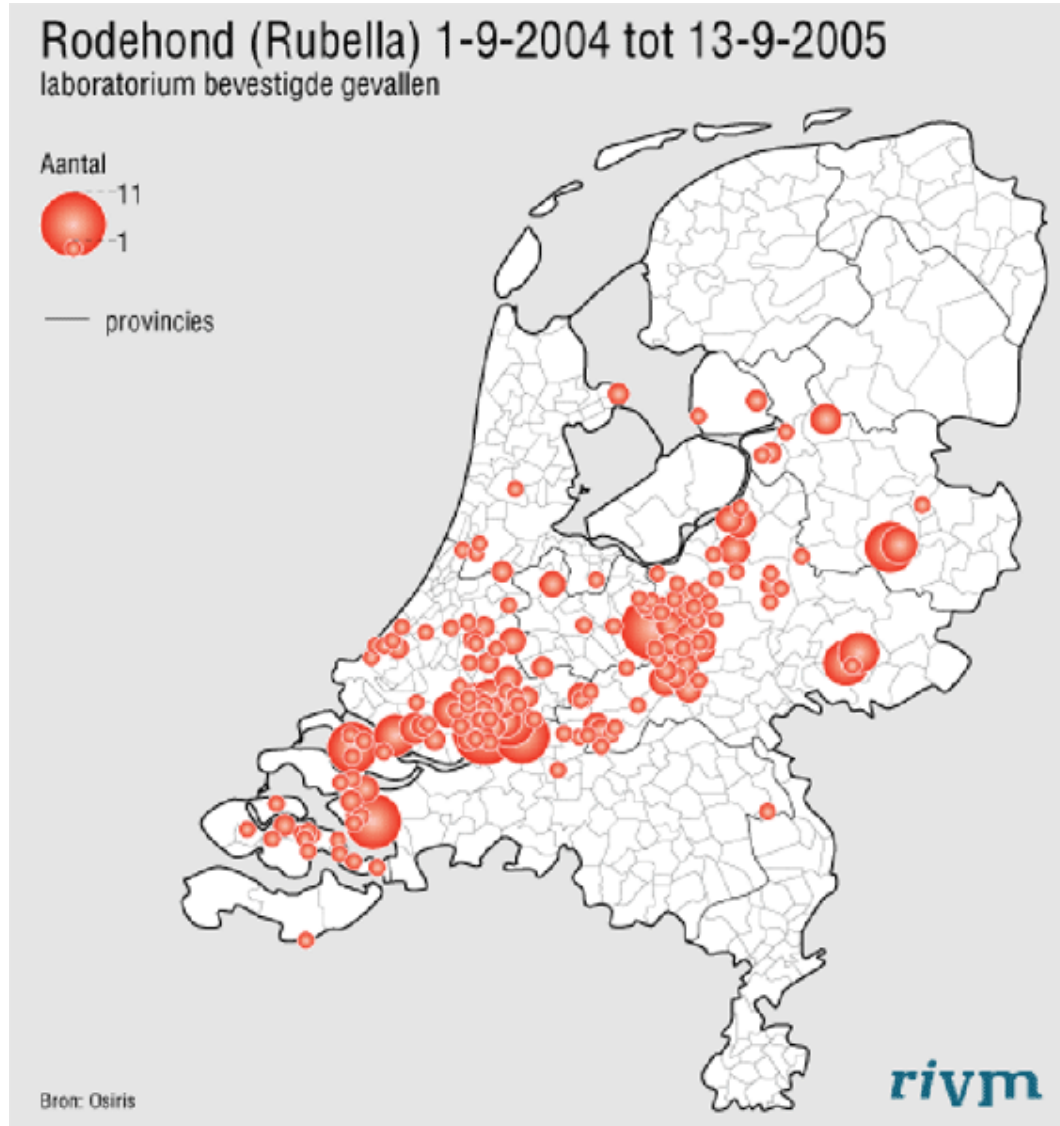 Rodehond (Rubella) 1-9-2004 tot 13-9-2005
laboratorium bevestigde gevallen
Aantal
11
1
provincies
Bron: Osiris
rivm